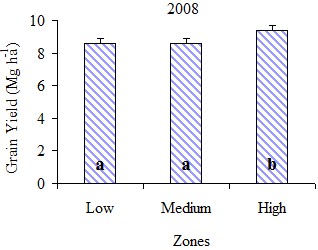 2008
Grain Yield (Mg ha-1)
10
8
6
4
2
0
a
a
b
Low
Medium
High
Zones